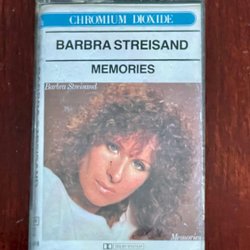 CHROMIUM DIOXIDE
BARBRA STREISAND
MEMORIES
Barbra Streisand
Memories